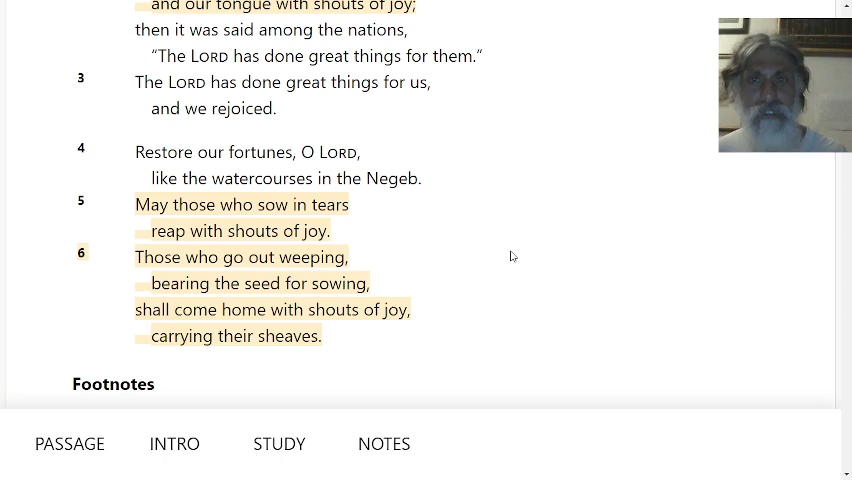 and our tongue with shouts of joy;
then it was said among the nations,
“The LORD has done great things for them.”
3 The LORD has done great things for us,
and we rejoiced.
4 Restore our fortunes, O LORD,
like the watercourses in the Negeb.
5 May those who sow in tears
reap with shouts of joy.
6 Those who go out weeping,
bearing the seed for sowing,
shall come home with shouts of joy,
carrying their sheaves.
Footnotes
PASSAGE INTRO STUDY NOTES